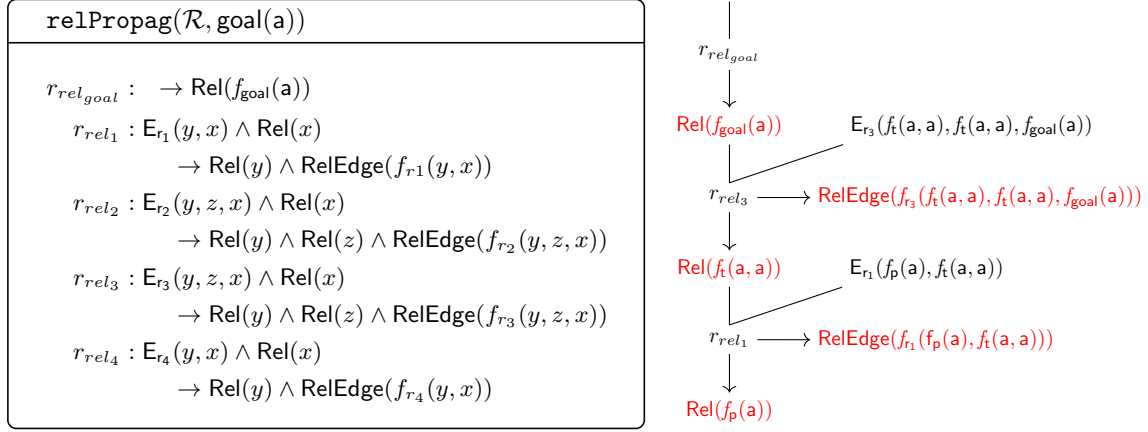 relPropag(ℛ, goal(a))
r_{rel_{goal}} : → Rel(f_{goal}(a))
r_{rel_1} : E_{r_1}(y, x) ∧ Rel(x)
→ Rel(y) ∧ RelEdge(f_{r1}(y, x))
r_{rel_2} : E_{r_2}(y, z, x) ∧ Rel(x)
→ Rel(y) ∧ Rel(z) ∧ RelEdge(f_{r_2}(y, z, x))
r_{rel_3} : E_{r_3}(y, z, x) ∧ Rel(x)
→ Rel(y) ∧ Rel(z) ∧ RelEdge(f_{r_3}(y, z, x))
r_{rel_4} : E_{r_4}(y, x) ∧ Rel(x)
→ Rel(y) ∧ RelEdge(f_{r_4}(y, x))
r_{rel_{goal}}
Rel(f_{goal}(a)) E_{r_3}(f_t(a, a), f_t(a, a), f_{goal}(a))
r_{rel_3} RelEdge(f_{r_3}(f_t(a, a), f_t(a, a), f_{goal}(a)))
Rel(f_t(a, a)) E_{r_1}(f_p(a), f_t(a, a))
r_{rel_1} RelEdge(f_{r_1}(f_p(a), f_t(a, a)))
Rel(f_p(a))